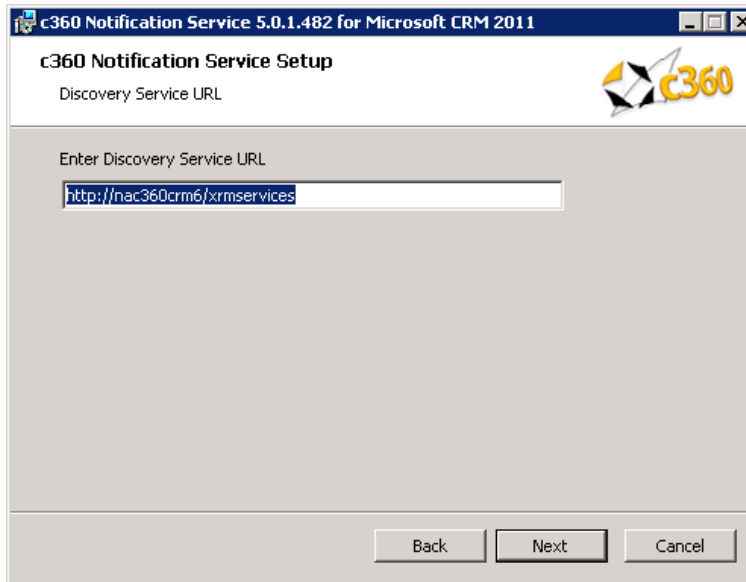 c360 Notification Service 5.0.1.482 for Microsoft CRM 2011
c360 Notification Service Setup
Discovery Service URL
c360
Enter Discovery Service URL
http://nac360crm6/xrmservices
Back
Next
Cancel